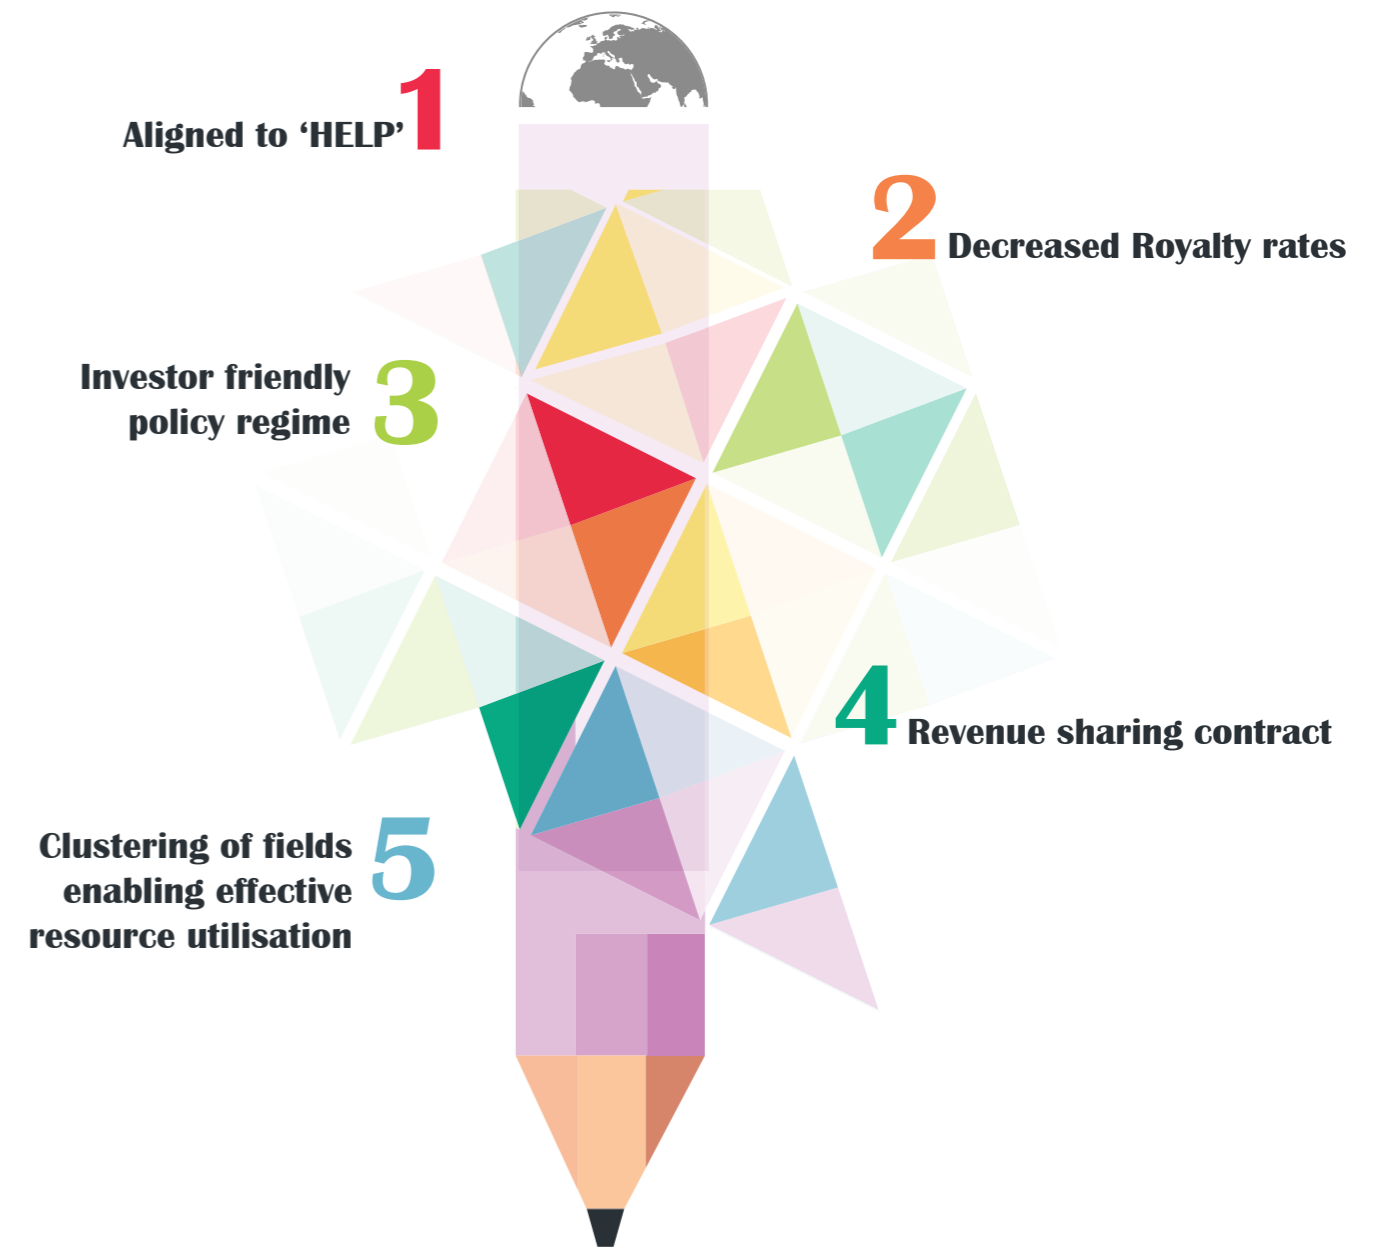 1
Aligned to ‘HELP’
2
Decreased Royalty rates
3
Investor friendly
policy regime
4
Revenue sharing contract
5
Clustering of fields
enabling effective
resource utilisation